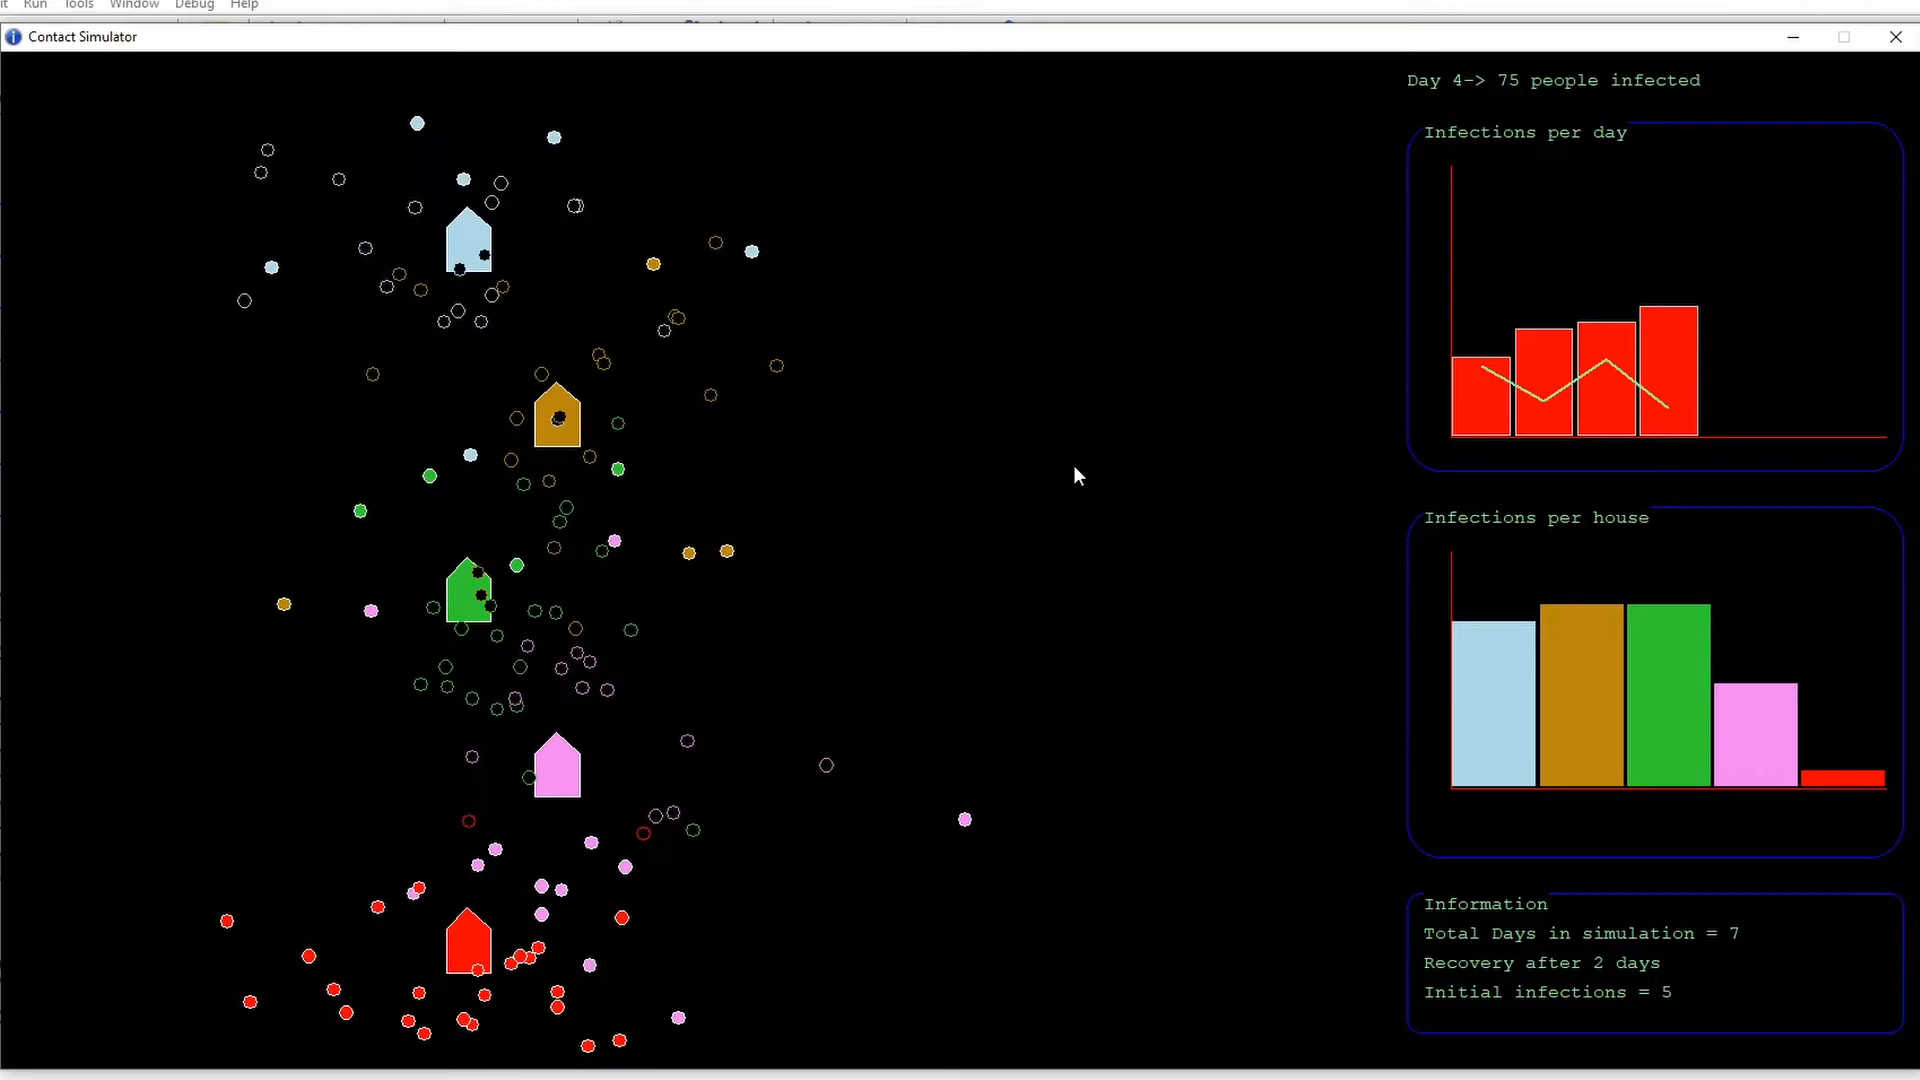 it Run Tools Window Debug Help
Contact Simulator
Day 4-> 75 people infected
Infections per day
Infections per house
Information
Total Days in simulation = 7
Recovery after 2 days
Initial infections = 5